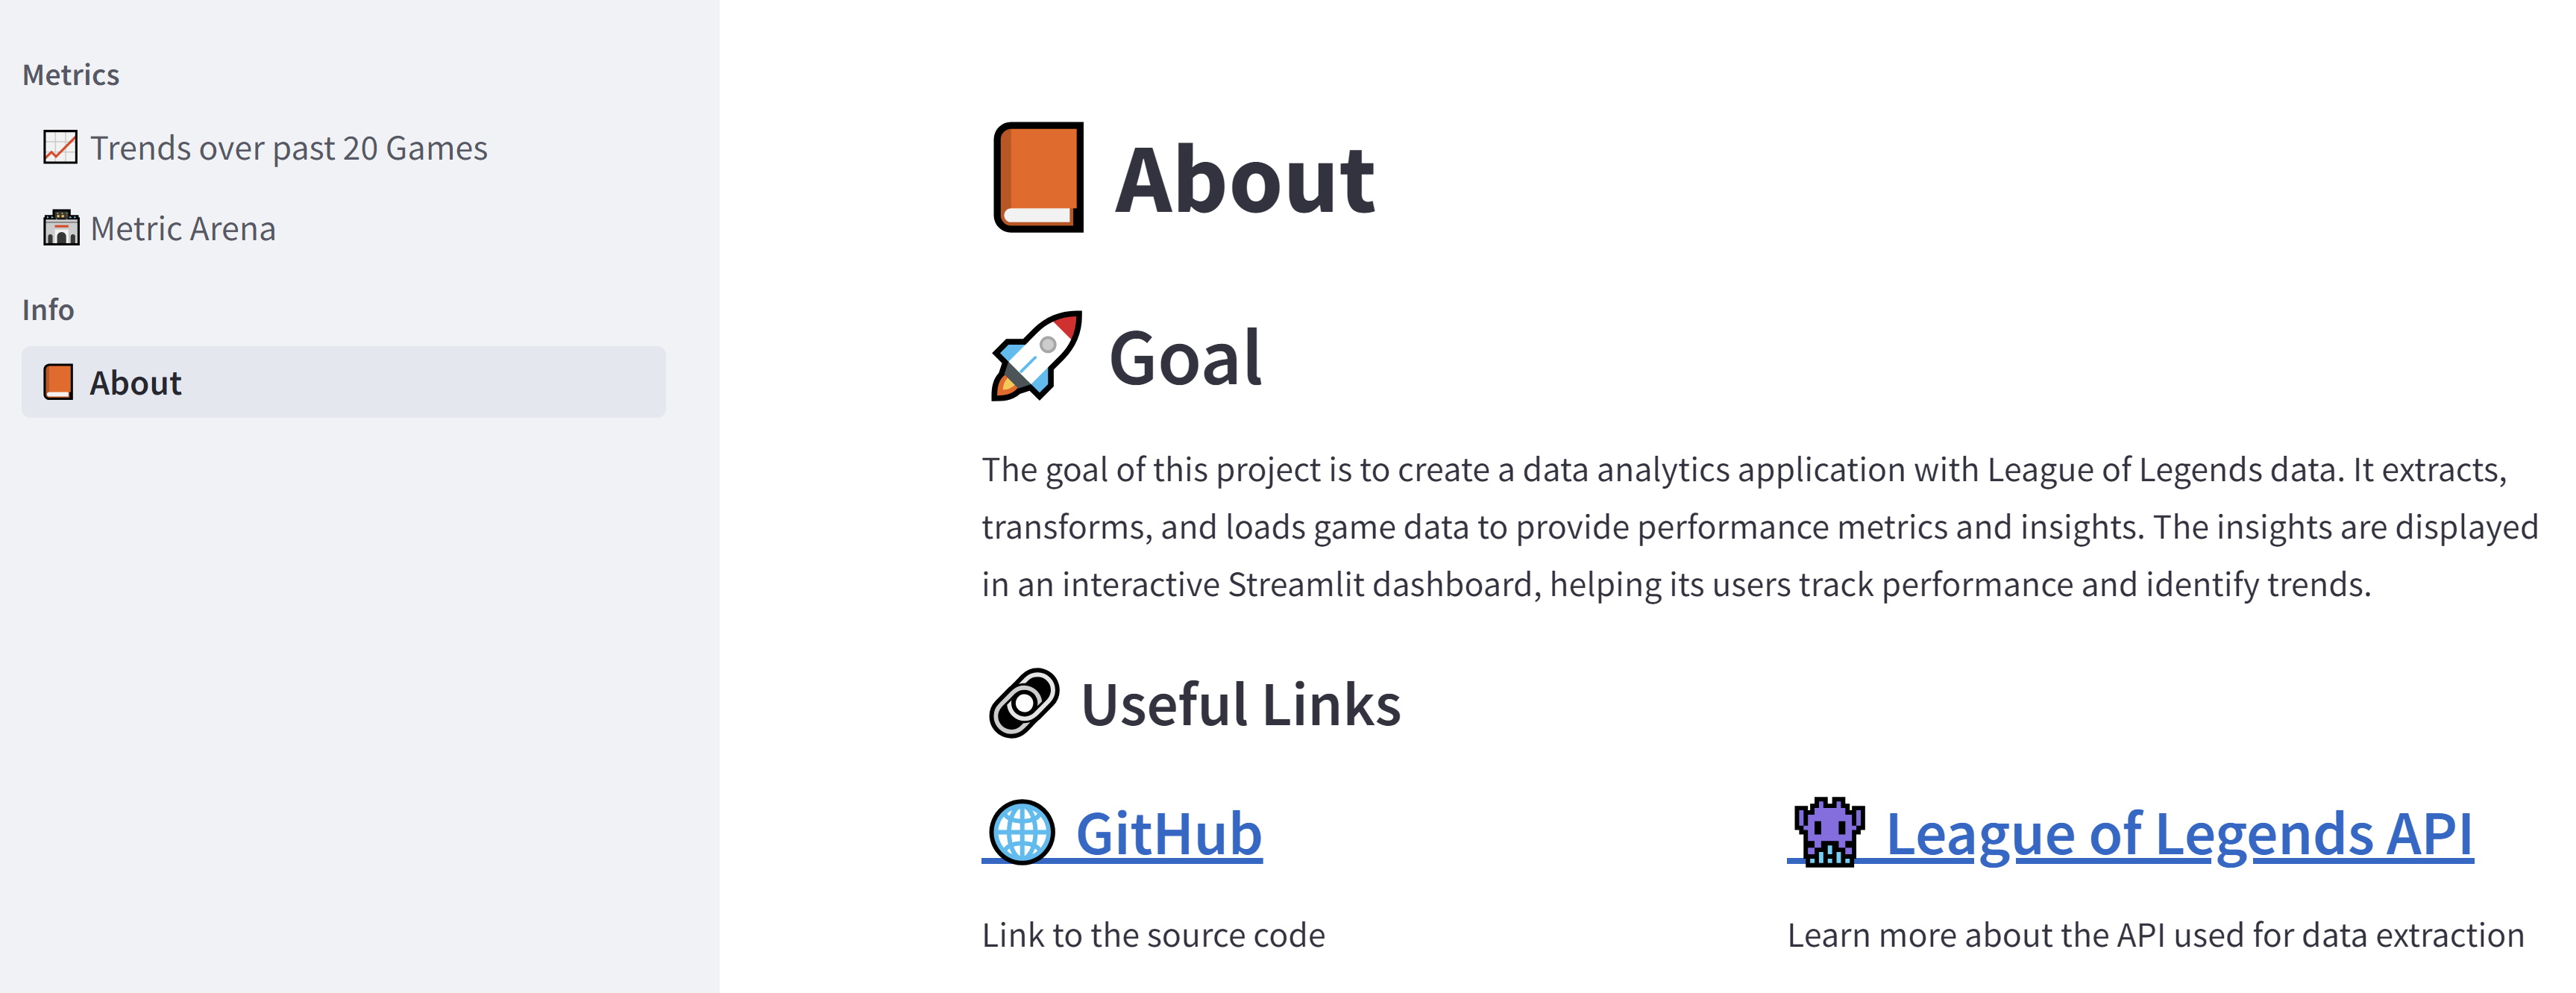 Metrics
Trends over past 20 Games
Metric Arena
Info
About
About
Goal
The goal of this project is to create a data analytics application with League of Legends data. It extracts,
transforms, and loads game data to provide performance metrics and insights. The insights are displayed
in an interactive Streamlit dashboard, helping its users track performance and identify trends.
Useful Links
GitHub
Link to the source code
League of Legends API
Learn more about the API used for data extraction